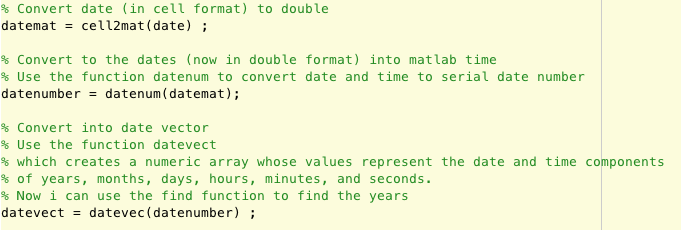 % Convert date (in cell format) to double
datemat = cell2mat(date) ;
% Convert to the dates (now in double format) into matlab time
% Use the function datenum to convert date and time to serial date number
datenumber = datenum(datemat);
% Convert into date vector
% Use the function datevect
% which creates a numeric array whose values represent the date and time components
% of years, months, days, hours, minutes, and seconds.
% Now i can use the find function to find the years
datevect = datevec(datenumber) ;